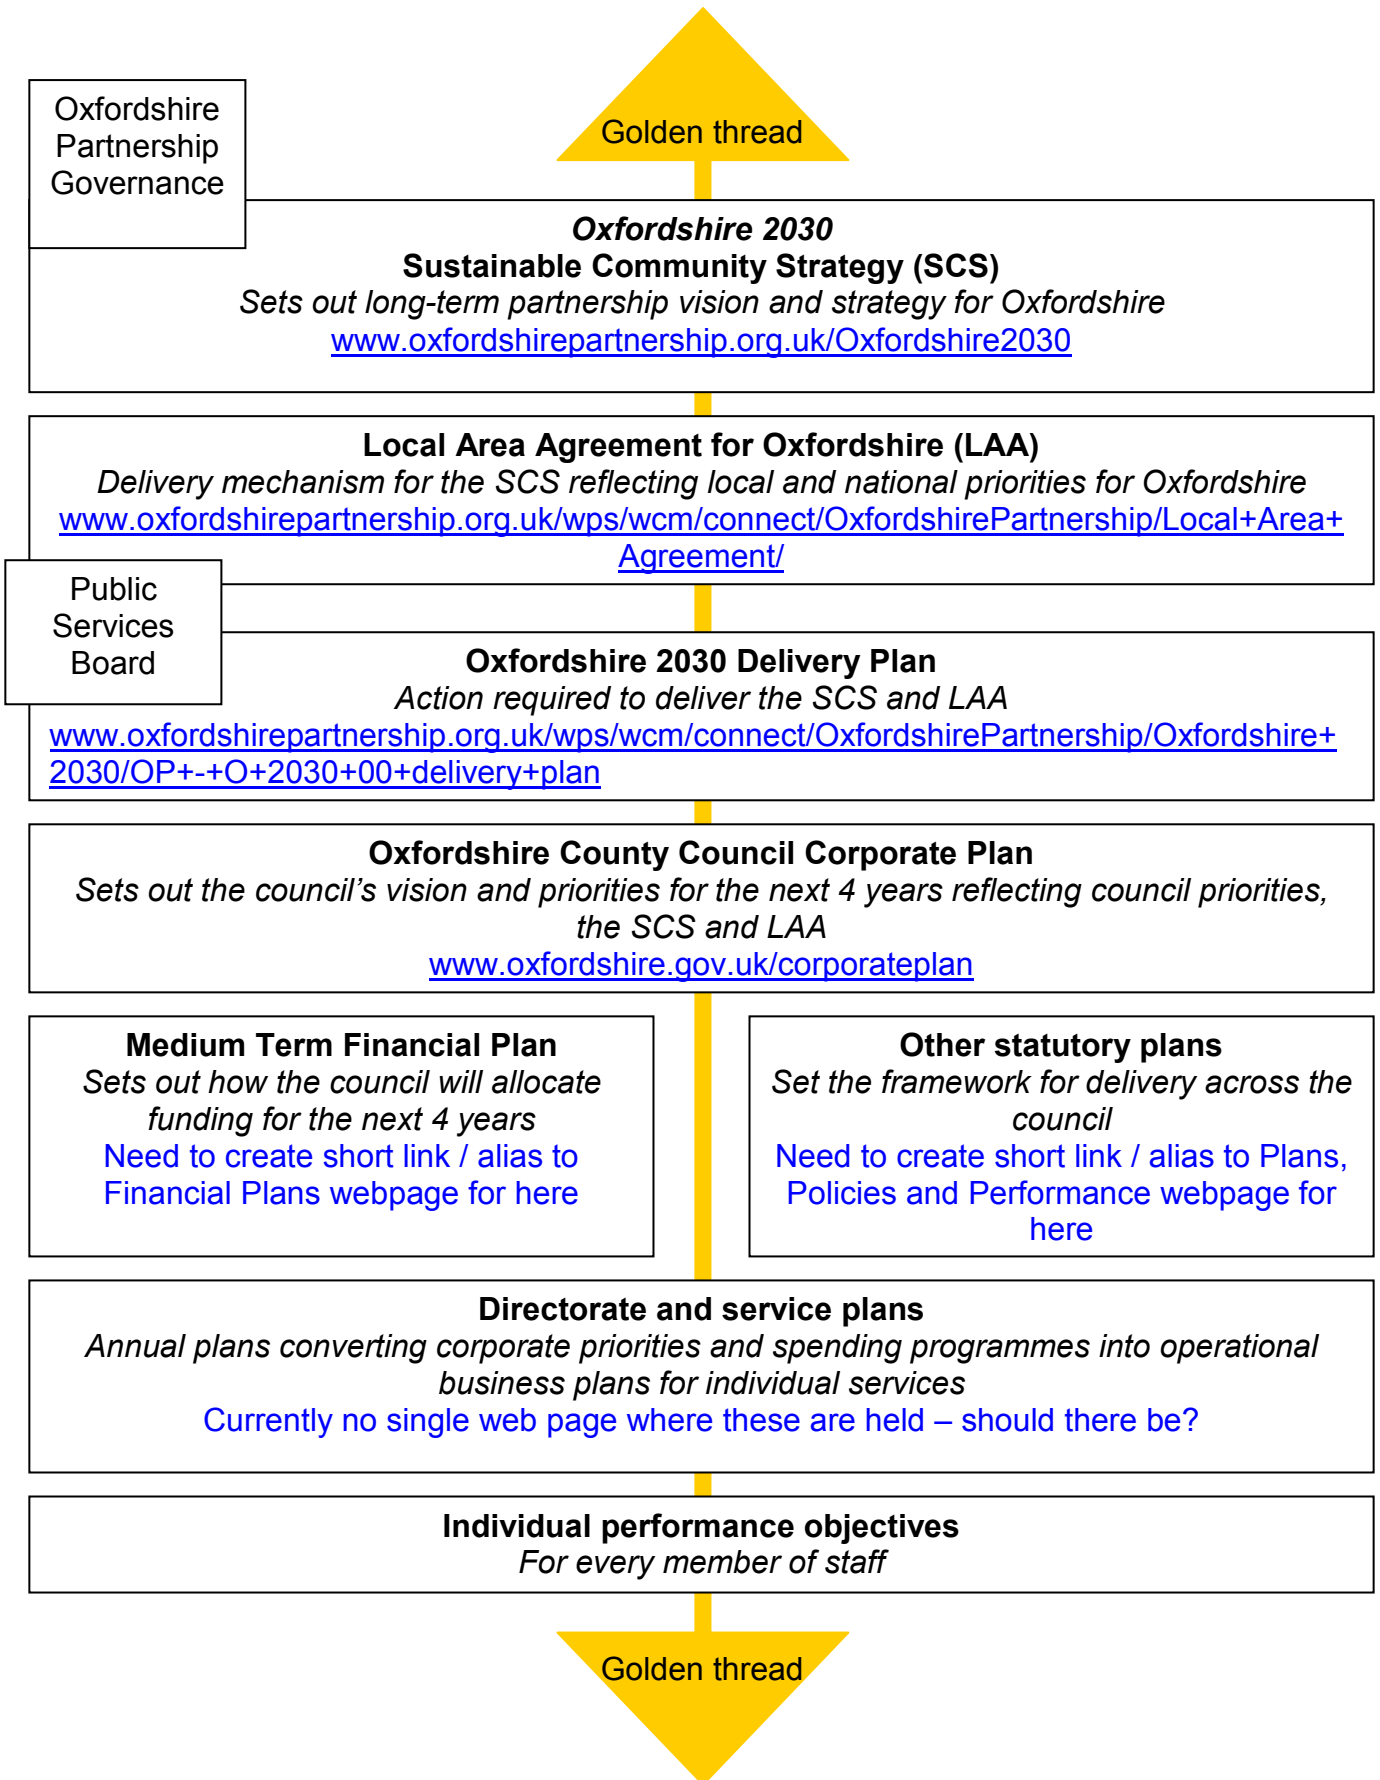 Golden thread
Oxfordshire
Partnership
Governance
Oxfordshire 2030
Sustainable Community Strategy (SCS)
Sets out long-term partnership vision and strategy for Oxfordshire
www.oxfordshirepartnership.org.uk/Oxfordshire2030
Local Area Agreement for Oxfordshire (LAA)
Delivery mechanism for the SCS reflecting local and national priorities for Oxfordshire
www.oxfordshirepartnership.org.uk/wps/wcm/connect/OxfordshirePartnership/Local+Area+
Agreement/
Public
Services
Board
Oxfordshire 2030 Delivery Plan
Action required to deliver the SCS and LAA
www.oxfordshirepartnership.org.uk/wps/wcm/connect/OxfordshirePartnership/Oxfordshire+
2030/OP+-+O+2030+00+delivery+plan
Oxfordshire County Council Corporate Plan
Sets out the council’s vision and priorities for the next 4 years reflecting council priorities,
the SCS and LAA
www.oxfordshire.gov.uk/corporateplan
Medium Term Financial Plan
Sets out how the council will allocate
funding for the next 4 years
Need to create short link / alias to
Financial Plans webpage for here
Other statutory plans
Set the framework for delivery across the
council
Need to create short link / alias to Plans,
Policies and Performance webpage for
here
Directorate and service plans
Annual plans converting corporate priorities and spending programmes into operational
business plans for individual services
Currently no single web page where these are held – should there be?
Individual performance objectives
For every member of staff
Golden thread